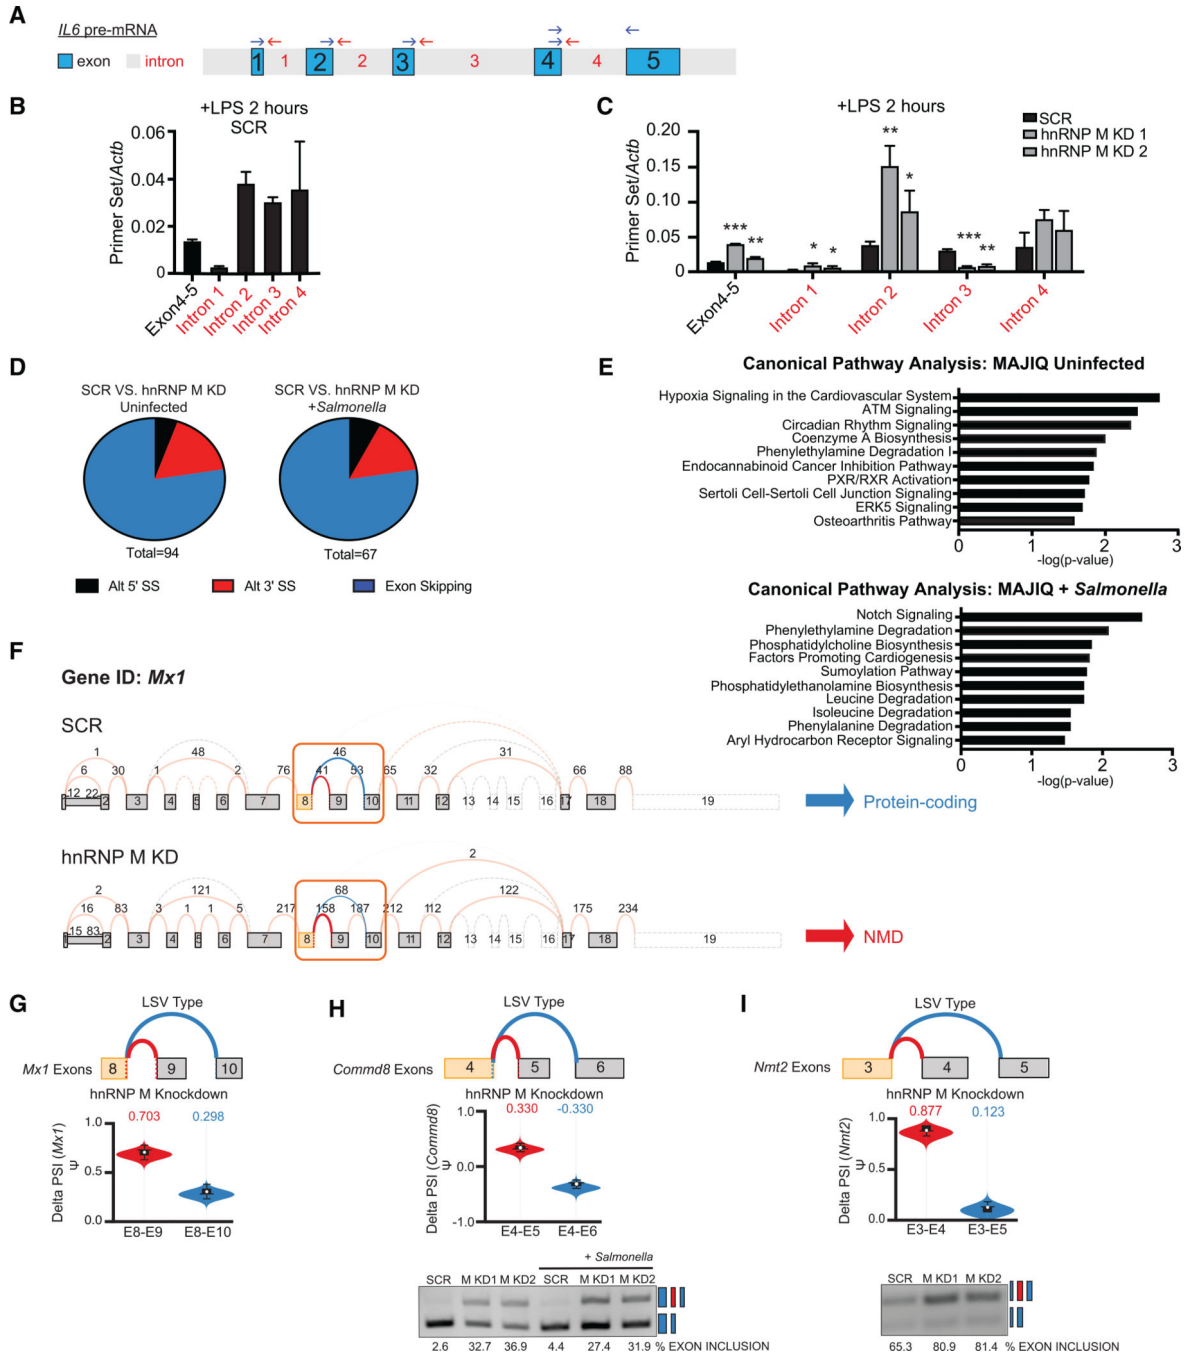 A
IL6 pre-mRNA
exon
intron
1 1 2 2 3 3 4 4 5
B
+LPS 2 hours
SCR
Primer Set/Actb
0.06
0.04
0.02
0
Exon4-5
Intron 1
Intron 2
Intron 3
Intron 4
C
+LPS 2 hours
SCR
hnRNP M KD 1
hnRNP M KD 2
Primer Set/Actb
0.20
0.15
0.10
0.05
0
*** ** * * ** * *** **
Exon4-5
Intron 1
Intron 2
Intron 3
Intron 4
D
SCR VS. hnRNP M KD
Uninfected
Total=94
SCR VS. hnRNP M KD
+Salmonella
Total=67
Alt 5' SS
Alt 3' SS
Exon Skipping
E
Canonical Pathway Analysis: MAJIQ Uninfected
Hypoxia Signaling in the Cardiovascular System
ATM Signaling
Circadian Rhythm Signaling
Coenzyme A Biosynthesis
Phenylethylamine Degradation I
Endocannabinoid Cancer Inhibition Pathway
PXR/RXR Activation
Sertoli Cell-Sertoli Cell Junction Signaling
ERK5 Signaling
Osteoarthritis Pathway
0 1 2 3
-log(p-value)
Canonical Pathway Analysis: MAJIQ + Salmonella
Notch Signaling
Phenylethylamine Degradation
Phosphatidylcholine Biosynthesis
Factors Promoting Cardiogenesis
Sumoylation Pathway
Phosphatidylethanolamine Biosynthesis
Leucine Degradation
Isoleucine Degradation
Phenylalanine Degradation
Aryl Hydrocarbon Receptor Signaling
0 1 2 3
-log(p-value)
F
Gene ID: Mx1
SCR
1 48 46 31
6 30 1 2 76 41 53 65 32 66 88
12 22
2 3 4 5 6 7 8 9 10 11 12 13 14 15 16 17 18 19
Protein-coding
hnRNP M KD
2 121 68 2 122
16 83 3 1 1 5 217 158 187 212 112 175 234
15 83
2 3 4 5 6 7 8 9 10 11 12 13 14 15 16 17 18 19
NMD
G
LSV Type
Mx1 Exons 8 9 10
hnRNP M Knockdown
0.703 0.298
Delta PSI (Mx1)
Ψ
1.0
0.5
0.0
E8-E9 E8-E10
H
LSV Type
Commd8 Exons 4 5 6
hnRNP M Knockdown
0.330 -0.330
Delta PSI (Commd8)
Ψ
1.0
0.0
-1.0
E4-E5 E4-E6
+ Salmonella
SCR M KD1 M KD2 SCR M KD1 M KD2
2.6 32.7 36.9 4.4 27.4 31.9 % EXON INCLUSION
I
LSV Type
Nmt2 Exons 3 4 5
hnRNP M Knockdown
0.877 0.123
Delta PSI (Nmt2)
Ψ
1.0
0.5
0.0
E3-E4 E3-E5
SCR M KD1 M KD2
65.3 80.9 81.4 % EXON INCLUSION